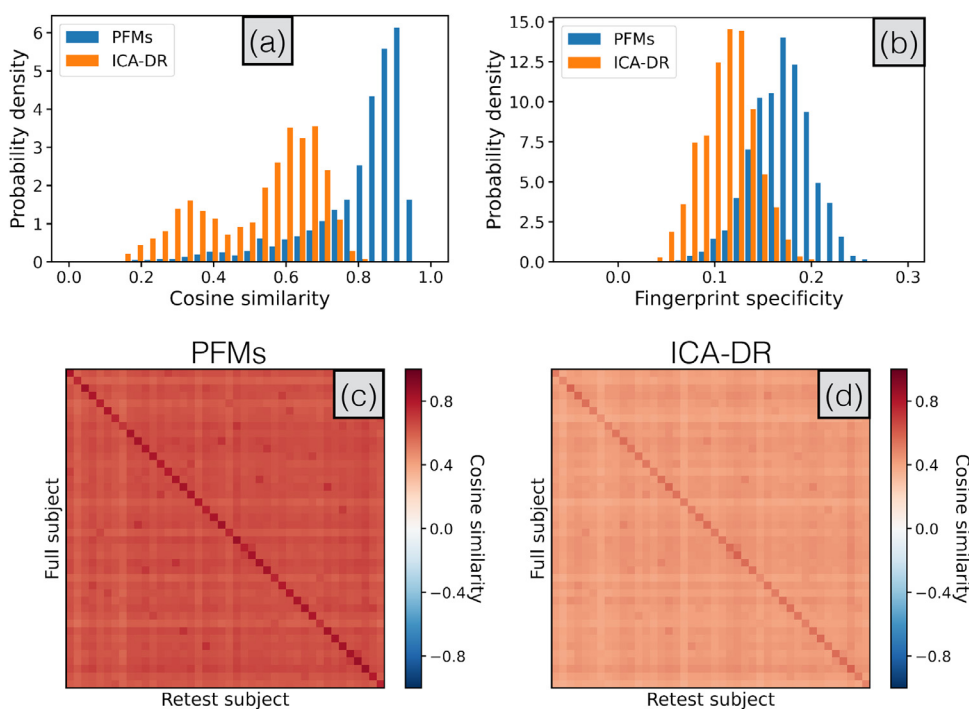 (a)
PFMs
ICA-DR
Probability density
6
5
4
3
2
1
0
0.0 0.2 0.4 0.6 0.8 1.0
Cosine similarity
(b)
PFMs
ICA-DR
Probability density
15.0
12.5
10.0
7.5
5.0
2.5
0.0
0.0 0.1 0.2 0.3
Fingerprint specificity
PFMs
(c)
Full subject
Retest subject
0.8
0.4
0.0
−0.4
−0.8
Cosine similarity
ICA-DR
(d)
Full subject
Retest subject
0.8
0.4
0.0
−0.4
−0.8
Cosine similarity